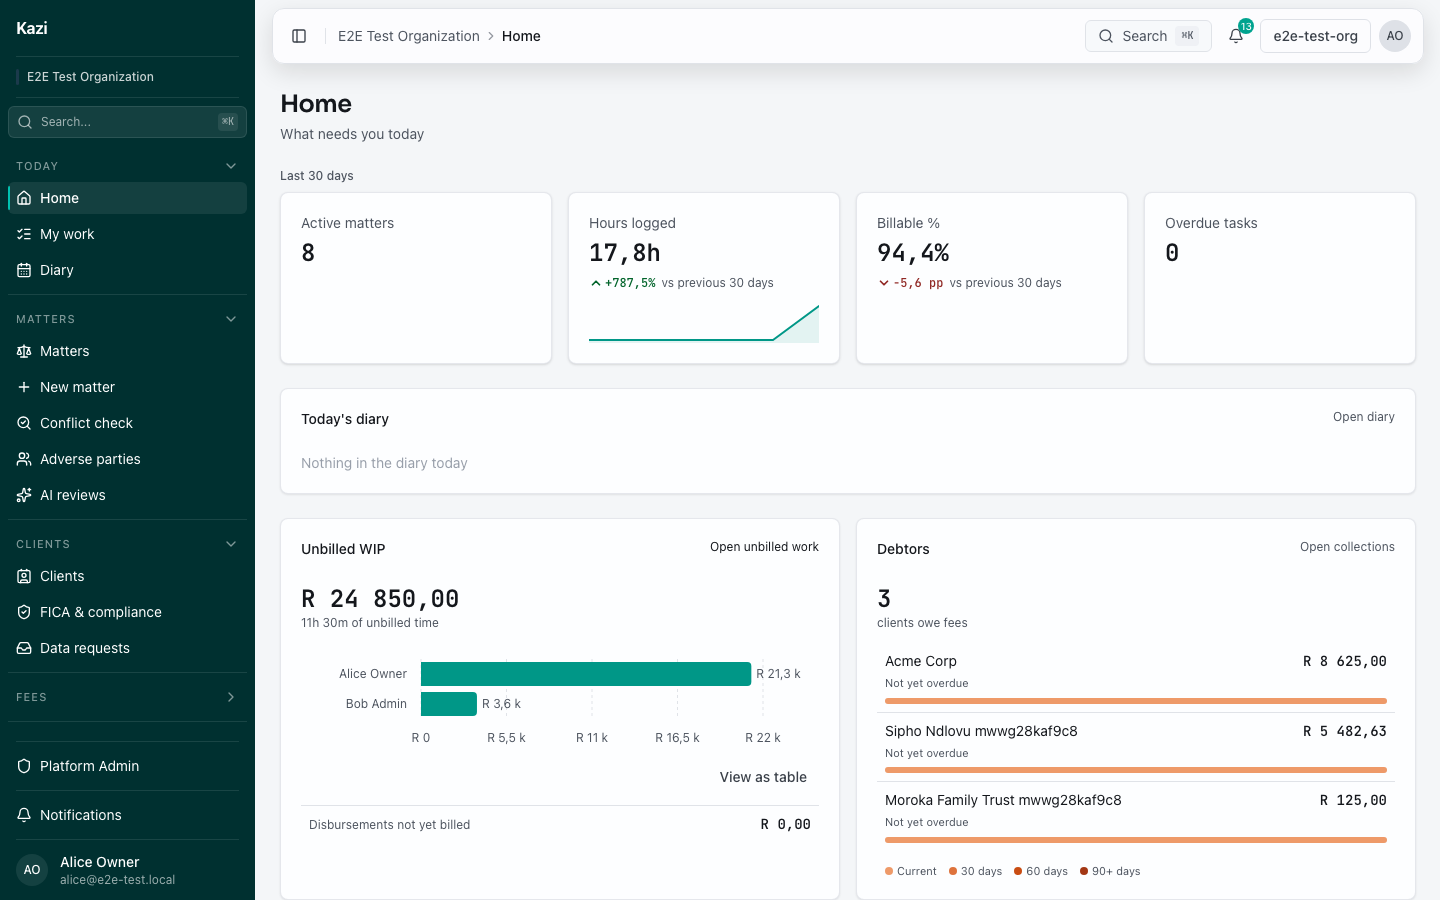 Kazi
E2E Test Organization
Search...
⌘K
TODAY
Home
My work
Diary
MATTERS
Matters
New matter
Conflict check
Adverse parties
AI reviews
CLIENTS
Clients
FICA & compliance
Data requests
FEES
Platform Admin
Notifications
AO
Alice Owner
alice@e2e-test.local
E2E Test Organization
Home
Search ⌘K
13
e2e-test-org
AO
Home
What needs you today
Last 30 days
Active matters
8
Hours logged
17,8h
+787,5% vs previous 30 days
Billable %
94,4%
-5,6 pp vs previous 30 days
Overdue tasks
0
Today's diary
Open diary
Nothing in the diary today
Unbilled WIP
Open unbilled work
R 24 850,00
11h 30m of unbilled time
Alice Owner R 21,3 k
Bob Admin R 3,6 k
R 0 R 5,5 k R 11 k R 16,5 k R 22 k
View as table
Disbursements not yet billed R 0,00
Debtors
Open collections
3
clients owe fees
Acme Corp R 8 625,00
Not yet overdue
Sipho Ndlovu mwwg28kaf9c8 R 5 482,63
Not yet overdue
Moroka Family Trust mwwg28kaf9c8 R 125,00
Not yet overdue
Current 30 days 60 days 90+ days